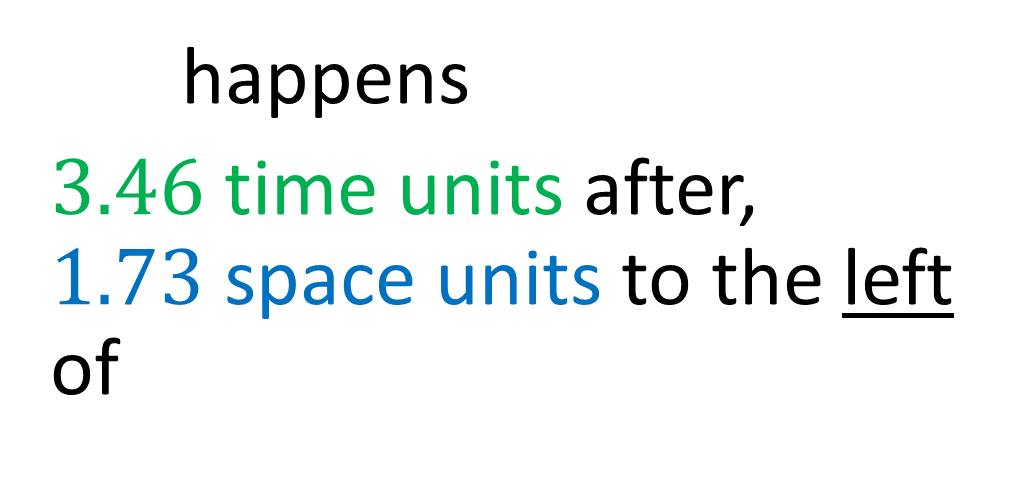 happens
3.46 time units after,
1.73 space units to the left
of